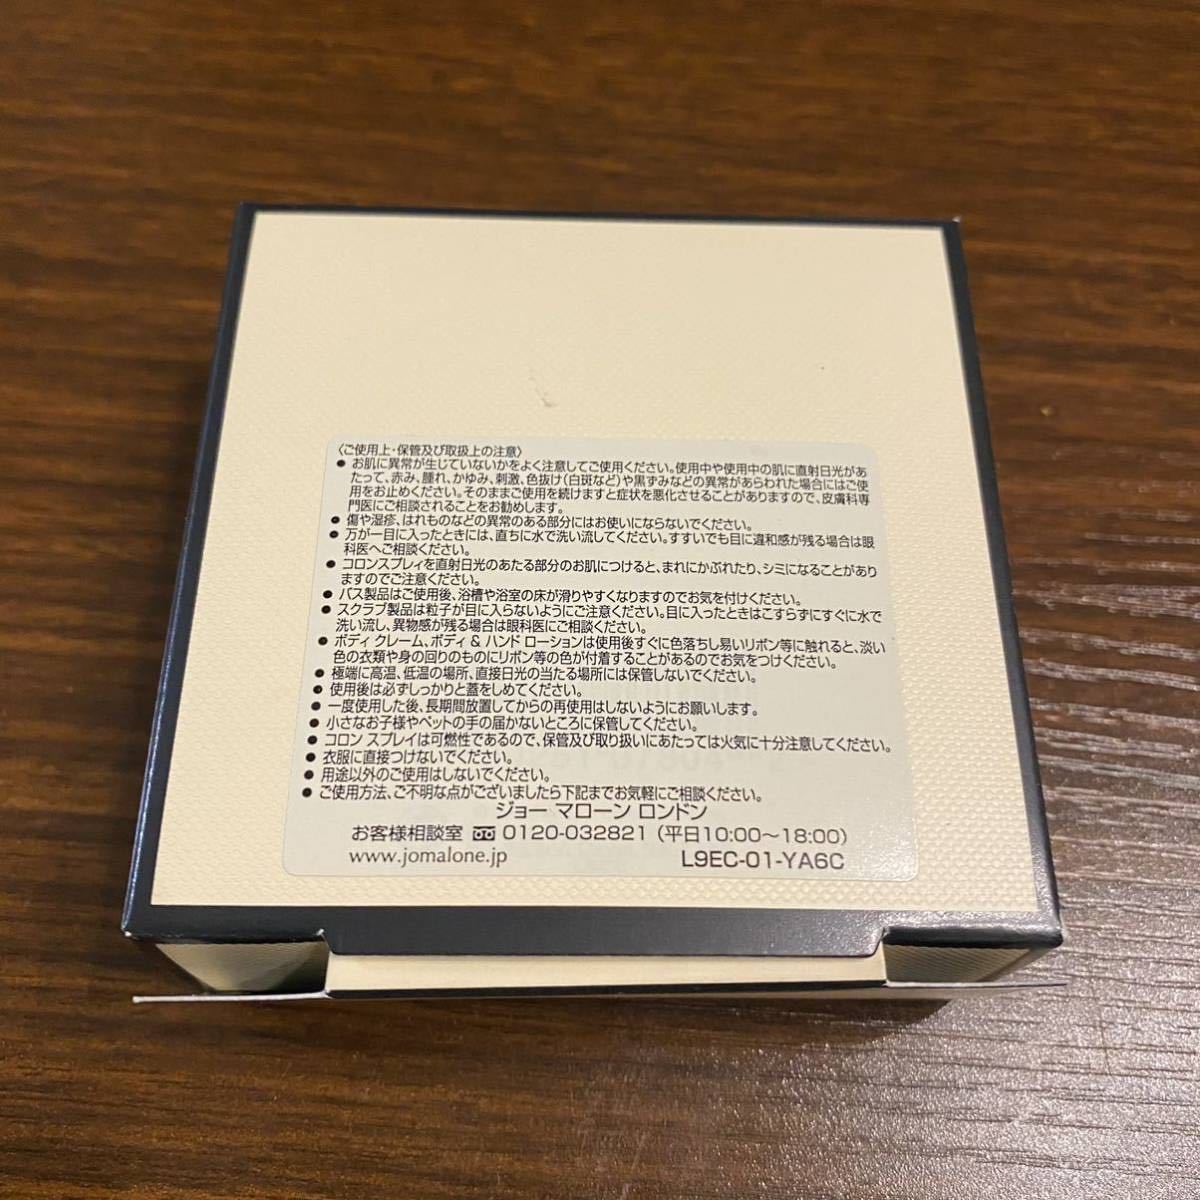 〈ご使用上・保管及び取扱上の注意〉
● お肌に異常が生じていないかをよく注意してご使用ください。使用中や使用中の肌に直射日光があ
たって、赤み、腫れ、かゆみ、刺激、色抜け(白斑など)や黒ずみなどの異常があらわれた場合にはご使
用をお止めください。そのままご使用を続けますと症状を悪化させることがありますので、皮膚科専
門医にご相談されることをお勧めします。
● 傷や湿疹、はれものなどの異常のある部分にはお使いにならないでください。
● 万が一目に入ったときには、直ちに水で洗い流してください。すすいでも目に違和感が残る場合は眼
科医へご相談ください。
● コロンスプレィを直射日光のあたる部分のお肌につけると、まれにかぶれたり、シミになることがあり
ますのでご注意ください。
● バス製品はご使用後、浴槽や浴室の床が滑りやすくなりますのでお気を付けください。
● スクラブ製品は粒子が目に入らないようにご注意ください。目に入ったときはこすらずにすぐに水で
洗い流し、異物感が残る場合は眼科医にご相談ください。
● ボディ クレーム、ボディ & ハンド ローションは使用後すぐに色落ちし易いリボン等に触れると、淡い
色の衣類や身の回りのものにリボン等の色が付着することがあるのでお気をつけください。
● 極端に高温、低温の場所、直接日光の当たる場所には保管しないでください。
● 使用後は必ずしっかりと蓋をしめてください。
● 一度使用した後、長期間放置してからの再使用はしないようにお願いします。
● 小さなお子様やペットの手の届かないところに保管してください。
● コロン スプレイは可燃性であるので、保管及び取り扱いにあたっては火気に十分注意してください。
● 衣服に直接つけないでください。
● 用途以外のご使用はしないでください。
● ご使用方法、ご不明な点がございましたら下記までお気軽にご相談ください。
ジョー マローン ロンドン
お客様相談室 0120-032821 (平日10:00〜18:00)
www.jomalone.jp L9EC-01-YA6C